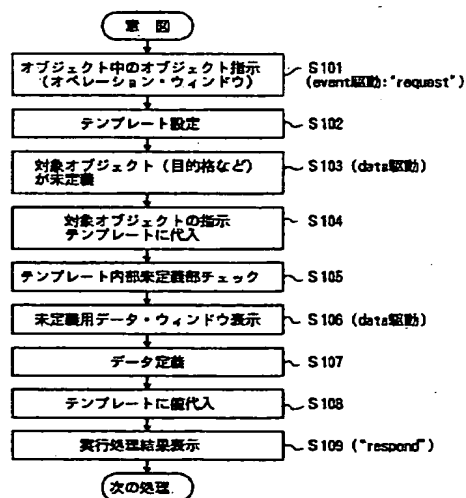 意図
オブジェクト中のオブジェクト指示 S101
(オペレーション・ウィンドウ) (event駆動:"request")
テンプレート設定 S102
対象オブジェクト(目的格など) S103 (data駆動)
が未定義
対象オブジェクトの指示 S104
テンプレートに代入
テンプレート内部未定義部チェック S105
未定義用データ・ウィンドウ表示 S106 (data駆動)
データ定義 S107
テンプレートに値代入 S108
実行処理結果表示 S109 ("respond")
次の処理